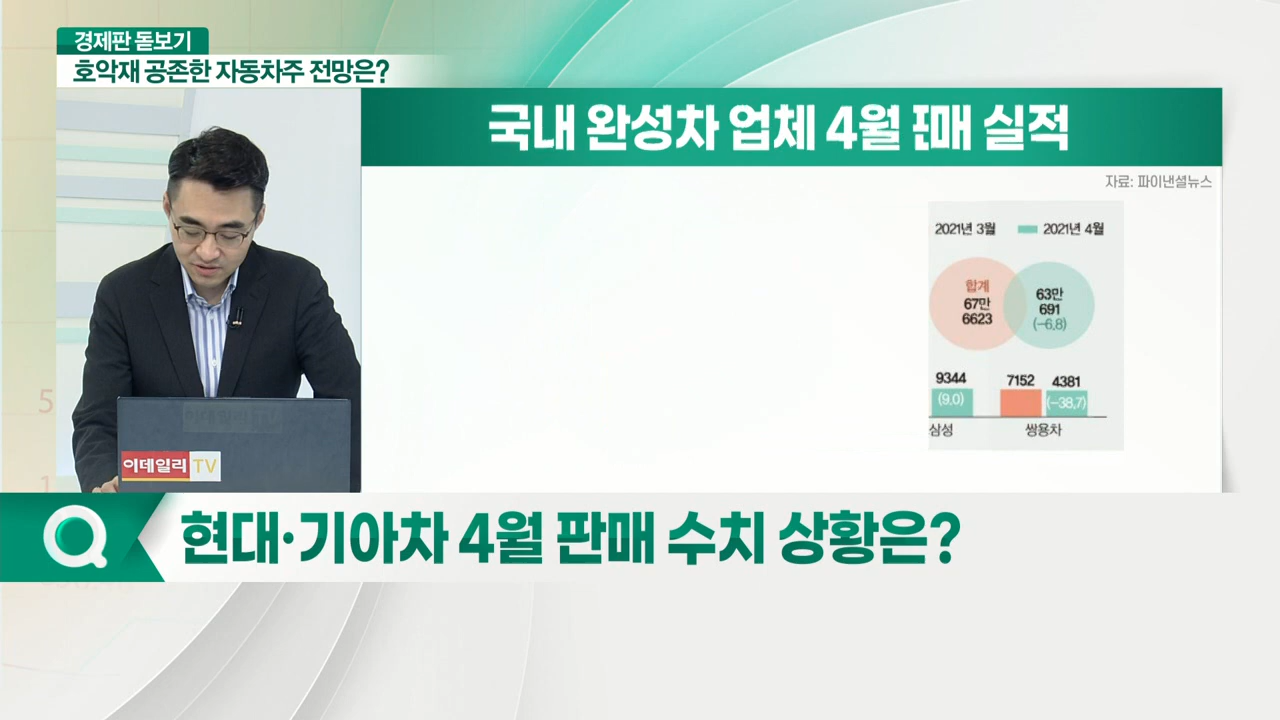 경제판 돋보기
호악재 공존한 자동차주 전망은?
국내 완성차 업체 4월 판매 실적
자료: 파이낸셜뉴스
2021년 3월 2021년 4월
합계
67만
6623
63만
691
(-6,8)
9344 7152 4381
(9,0) (-38,7)
삼성 쌍용차
이데일리 TV
현대·기아차 4월 판매 수치 상황은?